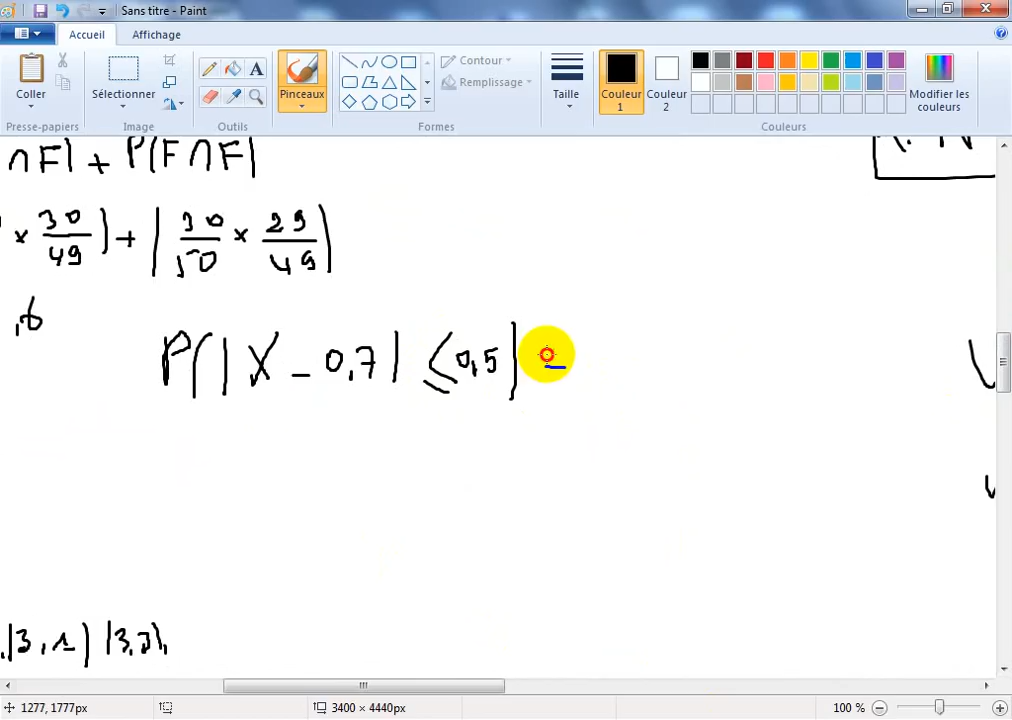 Sans titre - Paint
Accueil Affichage
Coller
Sélectionner
Pinceaux
Contour
Remplissage
Taille
Couleur 1
Couleur 2
Modifier les couleurs
Presse-papiers Image Outils Formes Couleurs
∩ F) + P(F ∩ F)
× 30/49) + (30/50 × 29/49)
,6
P(|X - 0,7| ≤ 0,5) =
(3,1) (3,2),
1277, 1777px 3400 × 4440px 100 %